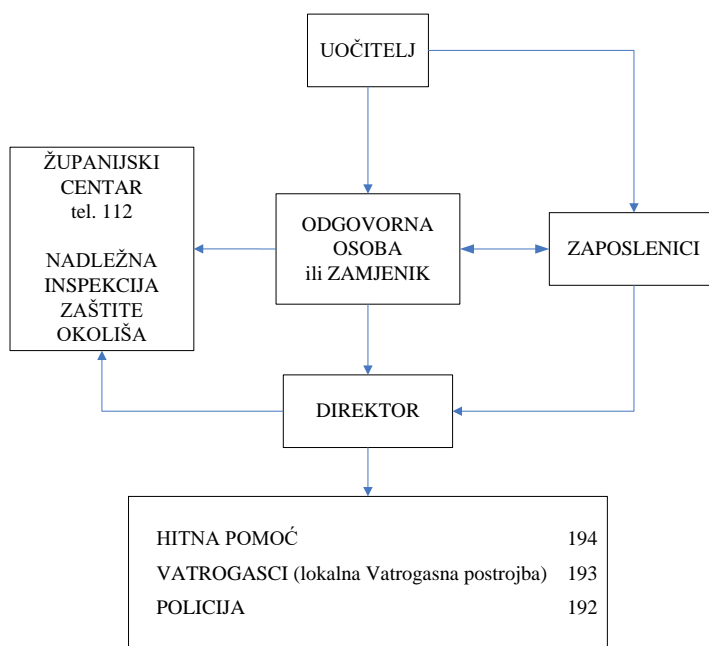 UOČITELJ
ŽUPANIJSKI
CENTAR
tel. 112
NADLEŽNA
INSPEKCIJA
ZAŠTITE
OKOLIŠA
ODGOVORNA
OSOBA
ili ZAMJENIK
ZAPOSLENICI
DIREKTOR
HITNA POMOĆ 194
VATROGASCI (lokalna Vatrogasna postrojba) 193
POLICIJA 192